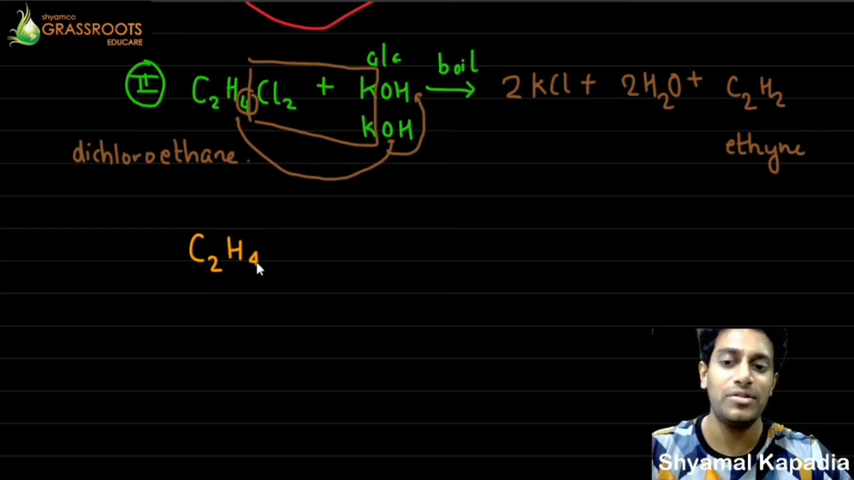 shyamco
GRASSROOTS
EDUCARE
alc
II C2H4Cl2 + KOH boil → 2KCl + 2H2O + C2H2
KOH
dichloroethane. ethyne
C2H4
Shyamal Kapadia